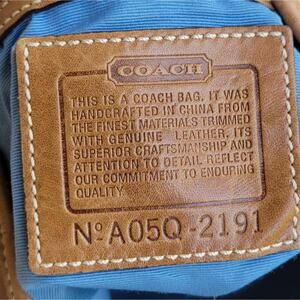 COACH
THIS IS A COACH BAG. IT WAS
HANDCRAFTED IN CHINA FROM
THE FINEST MATERIALS TRIMMED
WITH GENUINE LEATHER. ITS
SUPERIOR CRAFTSMANSHIP AND
ATTENTION TO DETAIL REFLECT
OUR COMMITMENT TO ENDURING
QUALITY.
Nº A05Q-2191